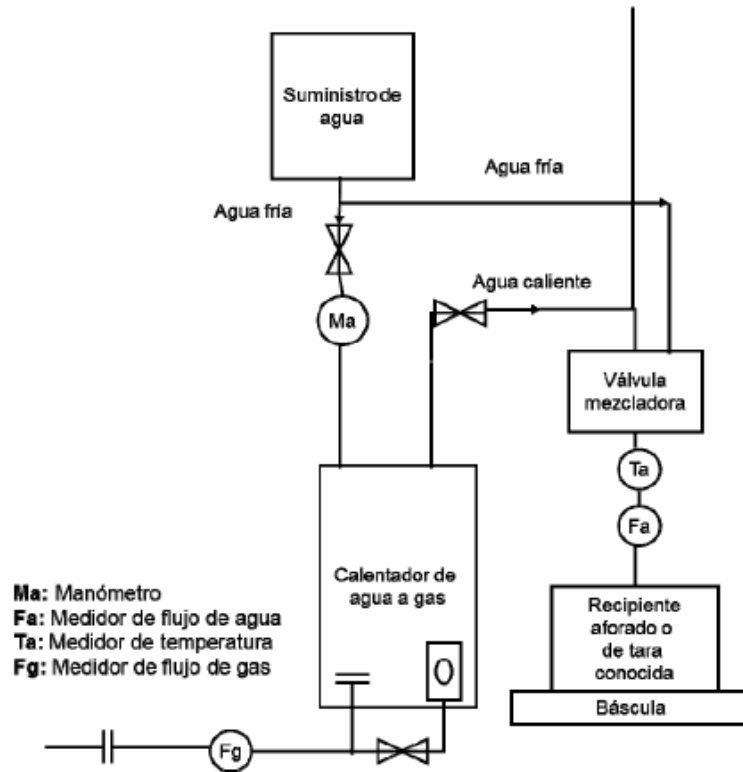 Suministro de
agua
Agua fría
Agua fría
Agua caliente
Ma
Válvula
mezcladora
Ta
Fa
Calentador de
agua a gas
Ma: Manómetro
Fa: Medidor de flujo de agua
Ta: Medidor de temperatura
Fg: Medidor de flujo de gas
Recipiente
aforado o
de tara
conocida
Báscula
Fg